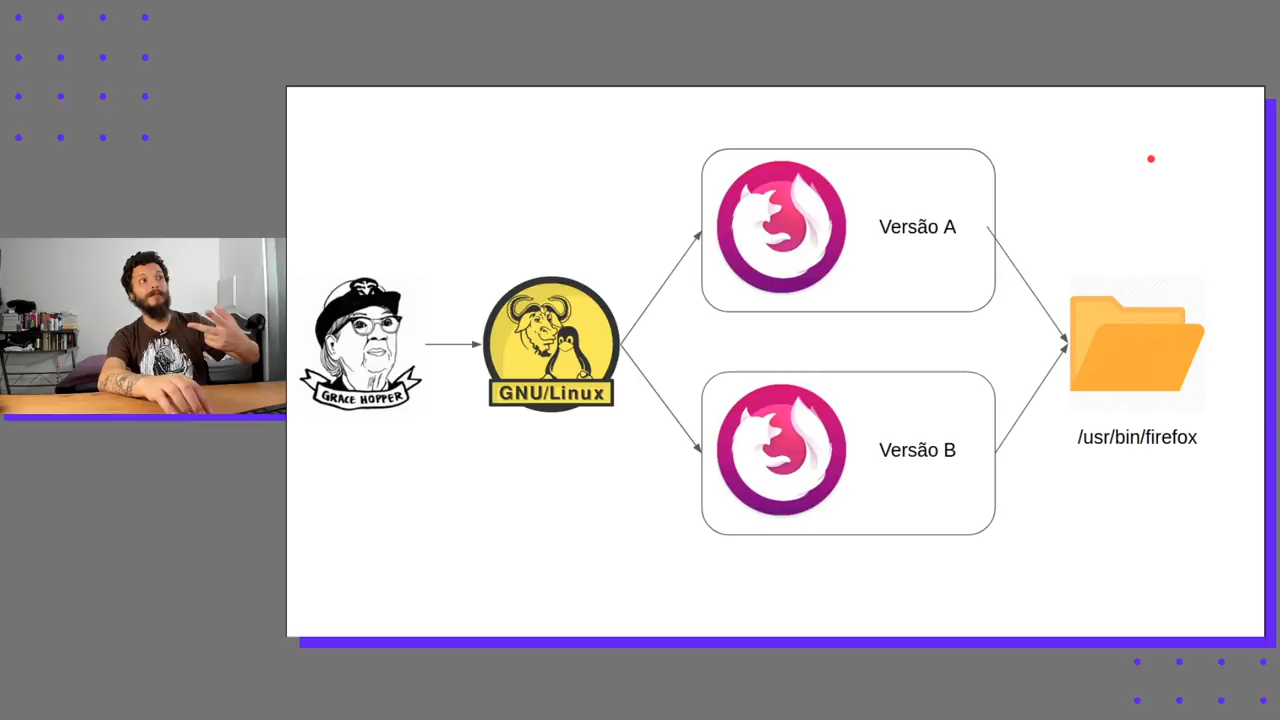 Versão A
GRACE HOPPER
GNU/Linux
Versão B
/usr/bin/firefox